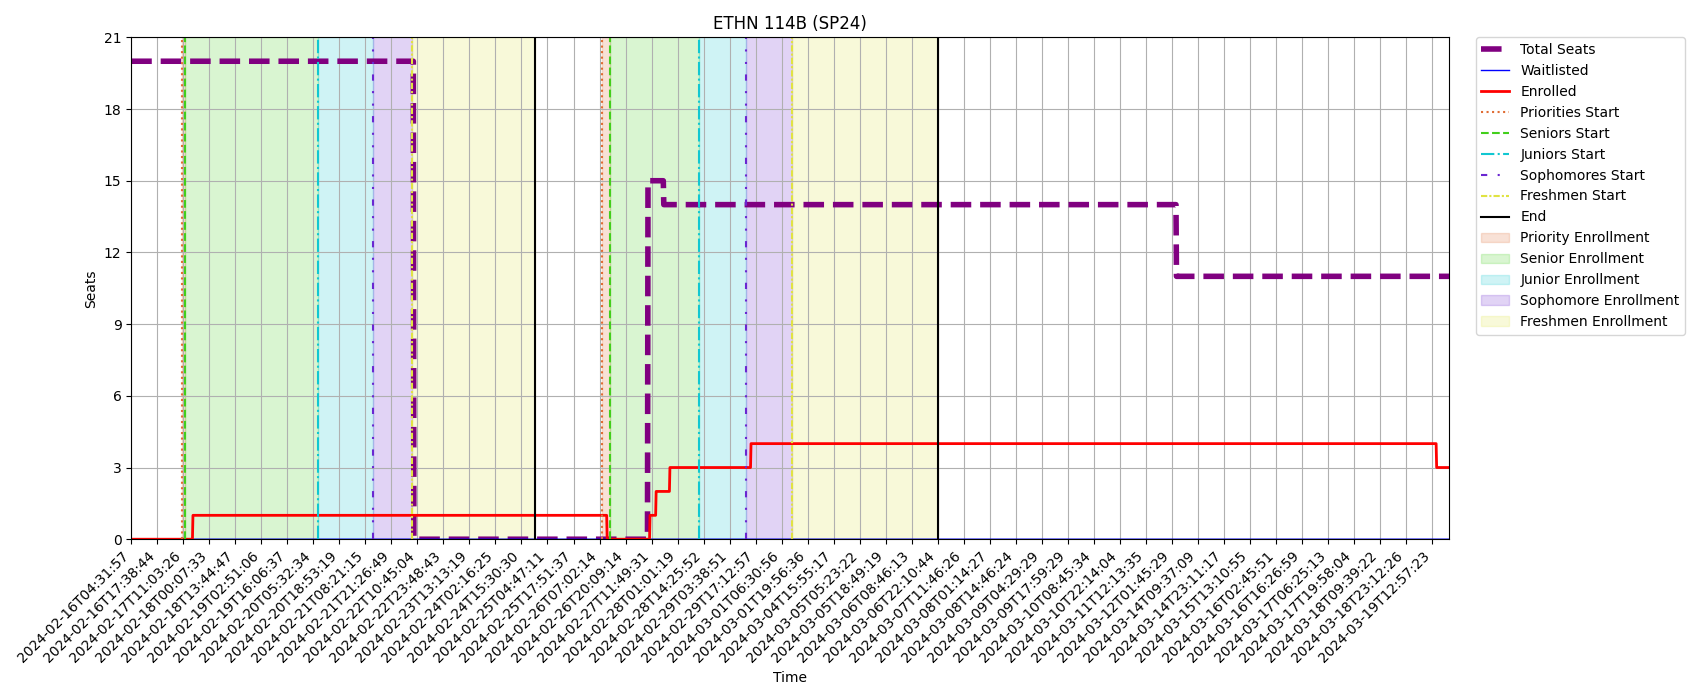 ETHN 114B (SP24)
Seats
21
18
15
12
9
6
3
0
2024-02-16T04:31:57
2024-02-16T17:38:44
2024-02-17T11:03:26
2024-02-18T00:07:33
2024-02-18T13:44:47
2024-02-19T02:51:06
2024-02-19T16:06:37
2024-02-20T05:32:34
2024-02-20T18:53:19
2024-02-21T08:21:15
2024-02-21T21:26:49
2024-02-22T10:45:04
2024-02-22T23:48:43
2024-02-23T13:13:19
2024-02-24T02:16:25
2024-02-24T15:30:30
2024-02-25T04:47:11
2024-02-25T17:51:37
2024-02-26T07:02:14
2024-02-26T20:09:14
2024-02-27T11:49:31
2024-02-28T01:01:19
2024-02-28T14:25:52
2024-02-29T03:38:51
2024-02-29T17:12:57
2024-03-01T06:30:56
2024-03-01T19:56:36
2024-03-04T15:55:17
2024-03-05T05:23:22
2024-03-05T18:49:19
2024-03-06T08:46:13
2024-03-06T22:10:44
2024-03-07T11:46:26
2024-03-08T01:14:27
2024-03-08T14:46:24
2024-03-09T04:29:29
2024-03-09T17:59:29
2024-03-10T08:45:34
2024-03-10T22:14:04
2024-03-11T12:13:35
2024-03-12T01:45:29
2024-03-14T09:37:09
2024-03-14T23:11:17
2024-03-15T13:10:55
2024-03-16T02:45:51
2024-03-16T16:26:59
2024-03-17T06:25:13
2024-03-17T19:58:04
2024-03-18T09:39:22
2024-03-18T23:12:26
2024-03-19T12:57:23
Time
Total Seats
Waitlisted
Enrolled
Priorities Start
Seniors Start
Juniors Start
Sophomores Start
Freshmen Start
End
Priority Enrollment
Senior Enrollment
Junior Enrollment
Sophomore Enrollment
Freshmen Enrollment